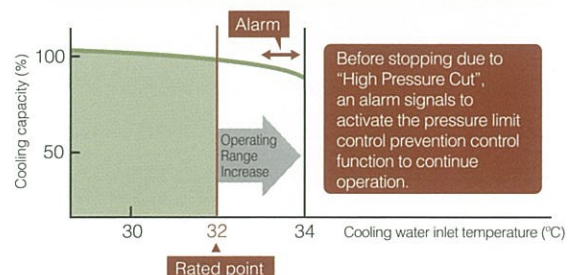 Alarm
Cooling capacity (%)
100
50
Operating
Range
Increase
30
32
34
Cooling water inlet temperature (°C)
Rated point
Before stopping due to
“High Pressure Cut”,
an alarm signals to
activate the pressure limit
control prevention control
function to continue
operation.